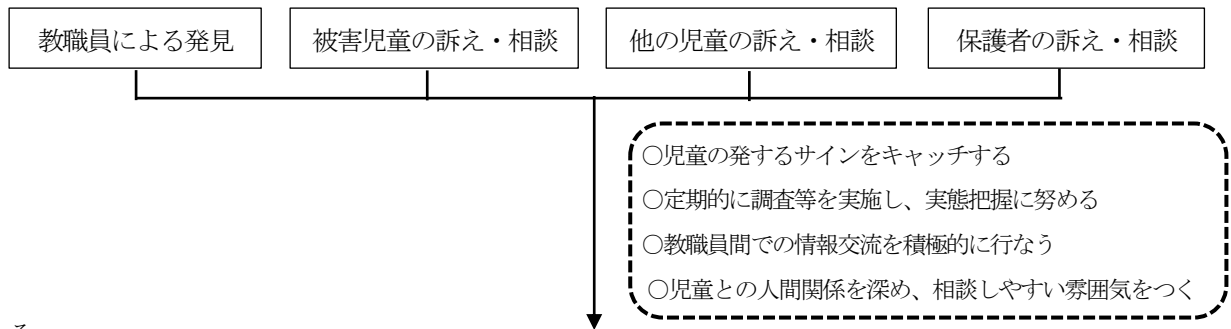 教職員による発見
被害児童の訴え・相談
他の児童の訴え・相談
保護者の訴え・相談
○児童の発するサインをキャッチする
○定期的に調査等を実施し、実態把握に努める
○教職員間での情報交流を積極的に行なう
○児童との人間関係を深め、相談しやすい雰囲気をつく
る